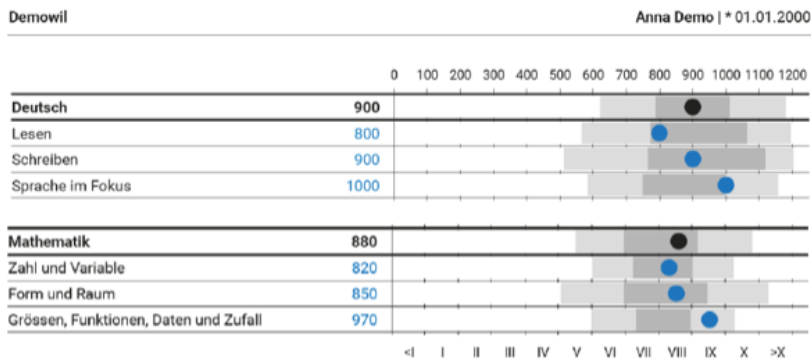 Demowil Anna Demo | * 01.01.2000
0 100 200 300 400 500 600 700 800 900 1000 1100 1200
Deutsch 900
Lesen 800
Schreiben 900
Sprache im Fokus 1000
Mathematik 880
Zahl und Variable 820
Form und Raum 850
Grössen, Funktionen, Daten und Zufall 970
<I I II III IV V VI VII VIII IX X >X